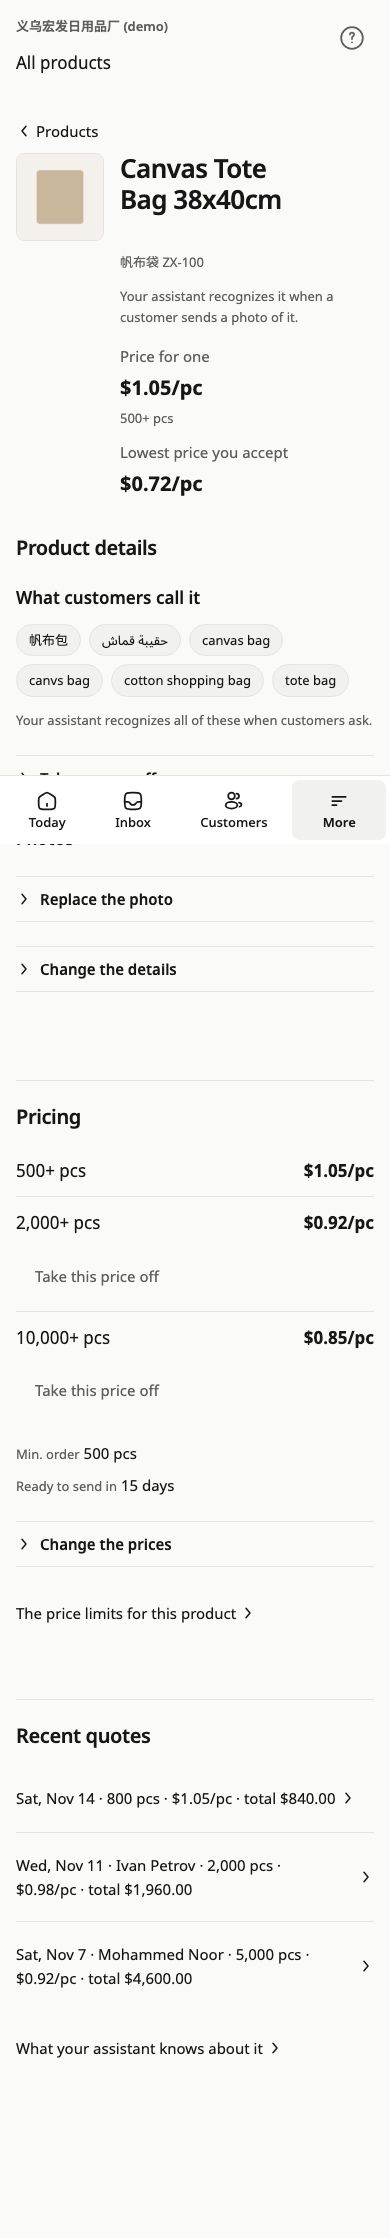 义乌宏发日用品厂 (demo)
All products
Products
Canvas Tote
Bag 38x40cm
帆布袋 ZX-100
Your assistant recognizes it when a
customer sends a photo of it.
Price for one
$1.05/pc
500+ pcs
Lowest price you accept
$0.72/pc
Product details
What customers call it
帆布包 حقيبة قماش canvas bag
canvs bag cotton shopping bag tote bag
Your assistant recognizes all of these when customers ask.
Today Inbox Customers More
Replace the photo
Change the details
Pricing
500+ pcs $1.05/pc
2,000+ pcs $0.92/pc
Take this price off
10,000+ pcs $0.85/pc
Take this price off
Min. order 500 pcs
Ready to send in 15 days
Change the prices
The price limits for this product
Recent quotes
Sat, Nov 14 · 800 pcs · $1.05/pc · total $840.00
Wed, Nov 11 · Ivan Petrov · 2,000 pcs ·
$0.98/pc · total $1,960.00
Sat, Nov 7 · Mohammed Noor · 5,000 pcs ·
$0.92/pc · total $4,600.00
What your assistant knows about it